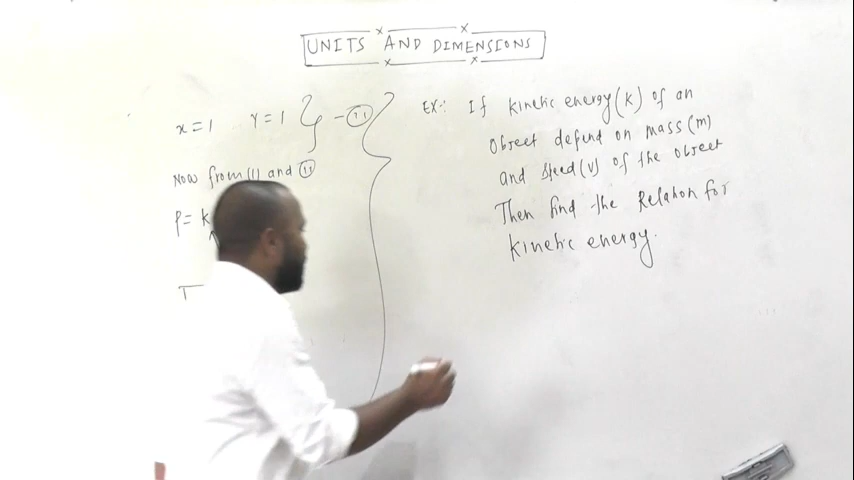 UNITS AND DIMENSIONS
x=1 Y=1 } - (ii)
Now from (i) and (ii)
P= K
T
EX:- If kinetic energy (K) of an
object depend on mass (m)
and speed (v) of the object
Then find the Relation for
kinetic energy.